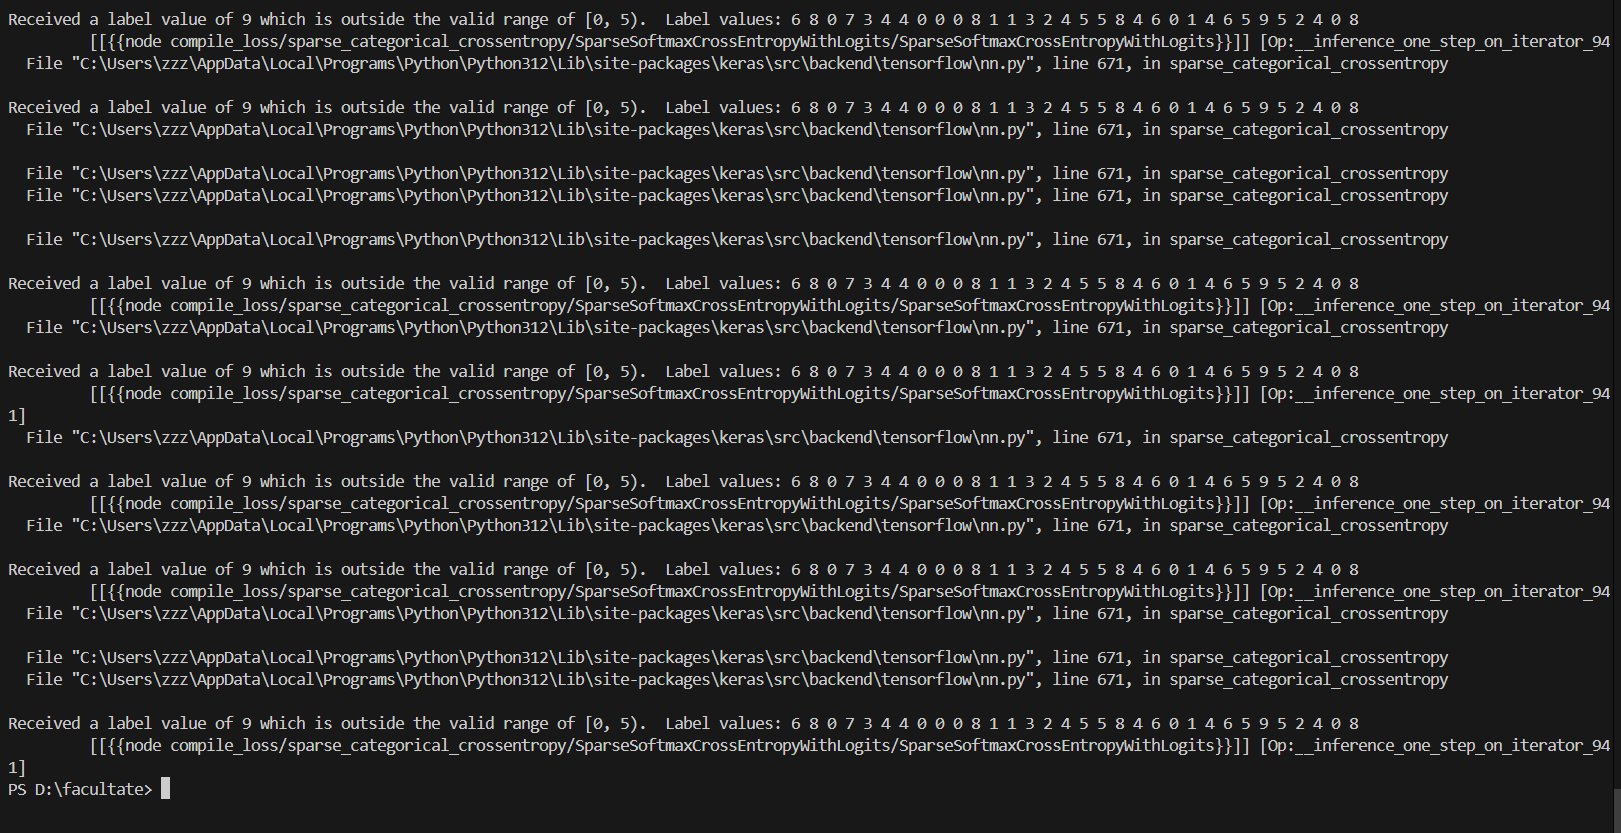 Received a label value of 9 which is outside the valid range of [0, 5).  Label values: 6 8 0 7 3 4 4 0 0 0 8 1 1 3 2 4 5 5 8 4 6 0 1 4 6 5 9 5 2 4 0 8
[[{{node compile_loss/sparse_categorical_crossentropy/SparseSoftmaxCrossEntropyWithLogits/SparseSoftmaxCrossEntropyWithLogits}}]] [Op:__inference_one_step_on_iterator_94
File "C:\Users\zzz\AppData\Local\Programs\Python\Python312\Lib\site-packages\keras\src\backend\tensorflow\nn.py", line 671, in sparse_categorical_crossentropy
Received a label value of 9 which is outside the valid range of [0, 5).  Label values: 6 8 0 7 3 4 4 0 0 0 8 1 1 3 2 4 5 5 8 4 6 0 1 4 6 5 9 5 2 4 0 8
File "C:\Users\zzz\AppData\Local\Programs\Python\Python312\Lib\site-packages\keras\src\backend\tensorflow\nn.py", line 671, in sparse_categorical_crossentropy
File "C:\Users\zzz\AppData\Local\Programs\Python\Python312\Lib\site-packages\keras\src\backend\tensorflow\nn.py", line 671, in sparse_categorical_crossentropy
File "C:\Users\zzz\AppData\Local\Programs\Python\Python312\Lib\site-packages\keras\src\backend\tensorflow\nn.py", line 671, in sparse_categorical_crossentropy
File "C:\Users\zzz\AppData\Local\Programs\Python\Python312\Lib\site-packages\keras\src\backend\tensorflow\nn.py", line 671, in sparse_categorical_crossentropy
Received a label value of 9 which is outside the valid range of [0, 5).  Label values: 6 8 0 7 3 4 4 0 0 0 8 1 1 3 2 4 5 5 8 4 6 0 1 4 6 5 9 5 2 4 0 8
[[{{node compile_loss/sparse_categorical_crossentropy/SparseSoftmaxCrossEntropyWithLogits/SparseSoftmaxCrossEntropyWithLogits}}]] [Op:__inference_one_step_on_iterator_94
File "C:\Users\zzz\AppData\Local\Programs\Python\Python312\Lib\site-packages\keras\src\backend\tensorflow\nn.py", line 671, in sparse_categorical_crossentropy
Received a label value of 9 which is outside the valid range of [0, 5).  Label values: 6 8 0 7 3 4 4 0 0 0 8 1 1 3 2 4 5 5 8 4 6 0 1 4 6 5 9 5 2 4 0 8
[[{{node compile_loss/sparse_categorical_crossentropy/SparseSoftmaxCrossEntropyWithLogits/SparseSoftmaxCrossEntropyWithLogits}}]] [Op:__inference_one_step_on_iterator_94
1]
File "C:\Users\zzz\AppData\Local\Programs\Python\Python312\Lib\site-packages\keras\src\backend\tensorflow\nn.py", line 671, in sparse_categorical_crossentropy
Received a label value of 9 which is outside the valid range of [0, 5).  Label values: 6 8 0 7 3 4 4 0 0 0 8 1 1 3 2 4 5 5 8 4 6 0 1 4 6 5 9 5 2 4 0 8
[[{{node compile_loss/sparse_categorical_crossentropy/SparseSoftmaxCrossEntropyWithLogits/SparseSoftmaxCrossEntropyWithLogits}}]] [Op:__inference_one_step_on_iterator_94
File "C:\Users\zzz\AppData\Local\Programs\Python\Python312\Lib\site-packages\keras\src\backend\tensorflow\nn.py", line 671, in sparse_categorical_crossentropy
Received a label value of 9 which is outside the valid range of [0, 5).  Label values: 6 8 0 7 3 4 4 0 0 0 8 1 1 3 2 4 5 5 8 4 6 0 1 4 6 5 9 5 2 4 0 8
[[{{node compile_loss/sparse_categorical_crossentropy/SparseSoftmaxCrossEntropyWithLogits/SparseSoftmaxCrossEntropyWithLogits}}]] [Op:__inference_one_step_on_iterator_94
File "C:\Users\zzz\AppData\Local\Programs\Python\Python312\Lib\site-packages\keras\src\backend\tensorflow\nn.py", line 671, in sparse_categorical_crossentropy
File "C:\Users\zzz\AppData\Local\Programs\Python\Python312\Lib\site-packages\keras\src\backend\tensorflow\nn.py", line 671, in sparse_categorical_crossentropy
File "C:\Users\zzz\AppData\Local\Programs\Python\Python312\Lib\site-packages\keras\src\backend\tensorflow\nn.py", line 671, in sparse_categorical_crossentropy
Received a label value of 9 which is outside the valid range of [0, 5).  Label values: 6 8 0 7 3 4 4 0 0 0 8 1 1 3 2 4 5 5 8 4 6 0 1 4 6 5 9 5 2 4 0 8
[[{{node compile_loss/sparse_categorical_crossentropy/SparseSoftmaxCrossEntropyWithLogits/SparseSoftmaxCrossEntropyWithLogits}}]] [Op:__inference_one_step_on_iterator_94
1]
PS D:\facultate>